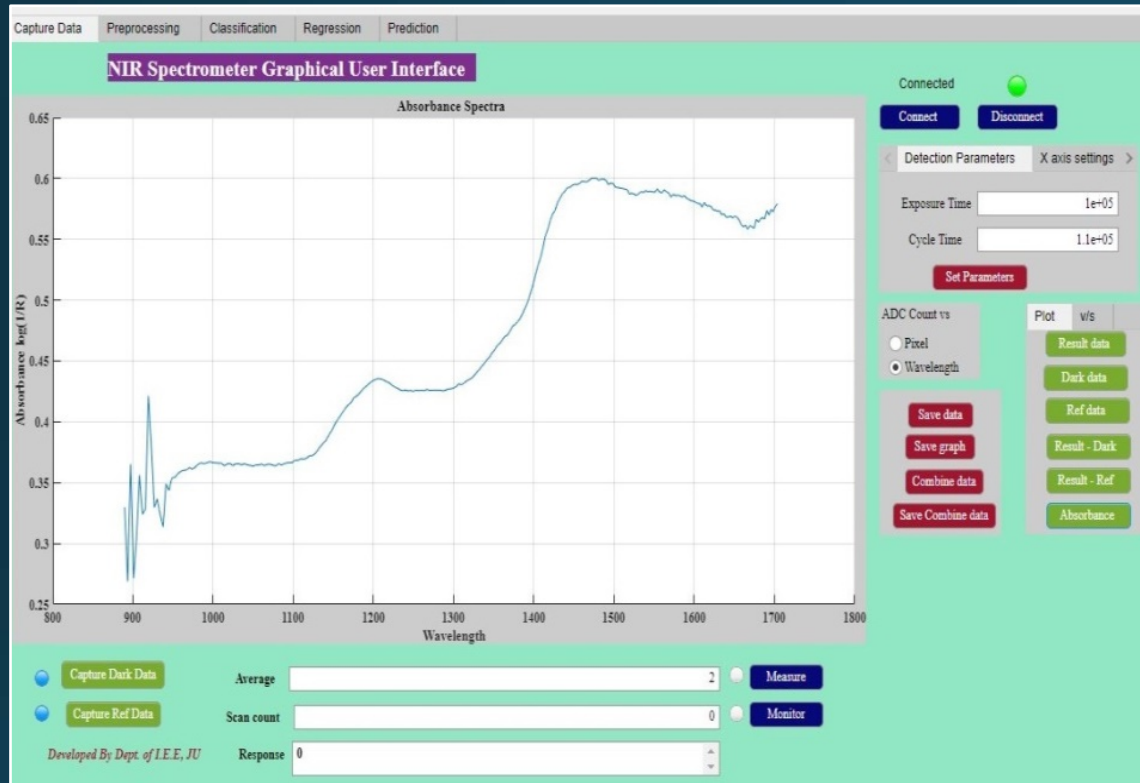 Capture Data Preprocessing Classification Regression Prediction
NIR Spectrometer Graphical User Interface
Absorbance Spectra
Absorbance log(1/R)
0.65
0.6
0.55
0.5
0.45
0.4
0.35
0.3
0.25
800 900 1000 1100 1200 1300 1400 1500 1600 1700 1800
Wavelength
Connected
Connect Disconnect
Detection Parameters X axis settings
Exposure Time 1e+05
Cycle Time 1.1e+05
Set Parameters
ADC Count vs
Pixel
Wavelength
Plot v/s
Result data
Dark data
Ref data
Result - Dark
Result - Ref
Absorbance
Save data
Save graph
Combine data
Save Combine data
Capture Dark Data
Average 2 Measure
Capture Ref Data
Scan count 0 Monitor
Developed By Dept. of I.E.E, JU
Response 0